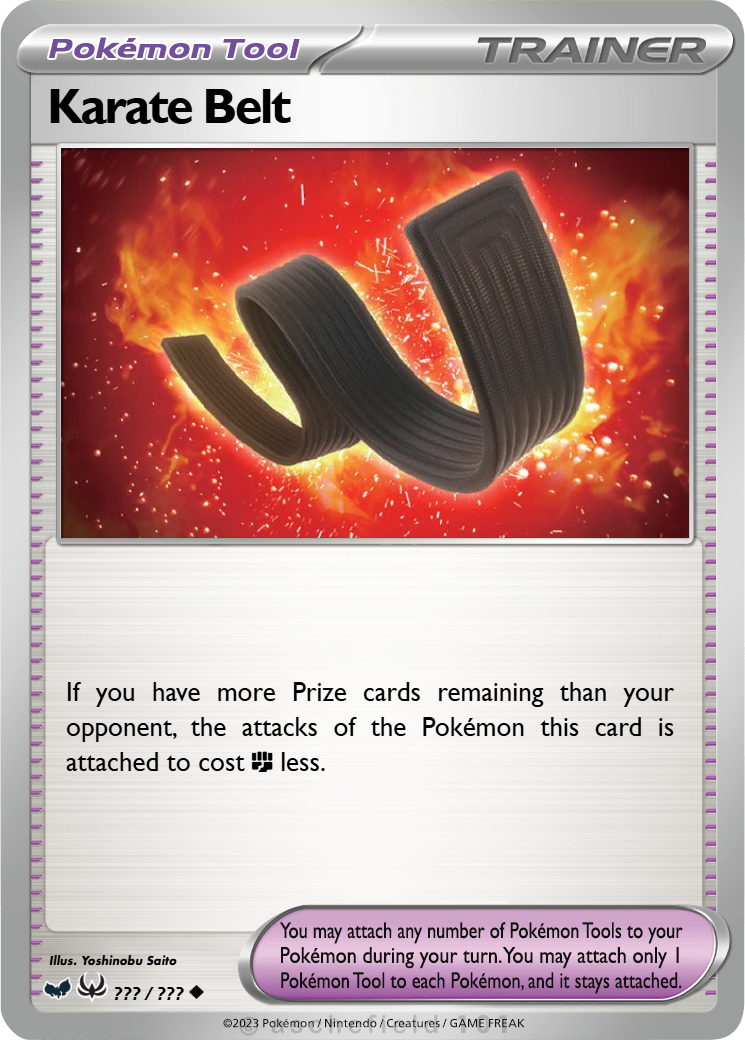 Pokémon Tool
TRAINER
Karate Belt
If you have more Prize cards remaining than your
opponent, the attacks of the Pokémon this card is
attached to cost less.
You may attach any number of Pokémon Tools to your
Pokémon during your turn. You may attach only 1
Pokémon Tool to each Pokémon, and it stays attached.
Illus. Yoshinobu Saito
??? / ???
©2023 Pokémon / Nintendo / Creatures / GAME FREAK